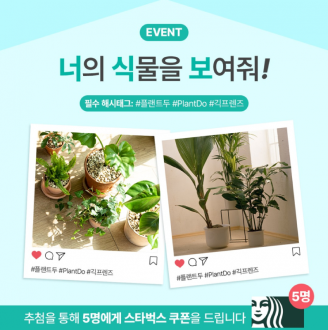 EVENT
너의 식물을 보여줘!
필수 해시태그: #플랜트두 #PlantDo #긱프렌즈
#플랜트두 #PlantDo #긱프렌즈
#플랜트두 #PlantDo #긱프렌즈
추첨을 통해 5명에게 스타벅스 쿠폰을 드립니다
5명